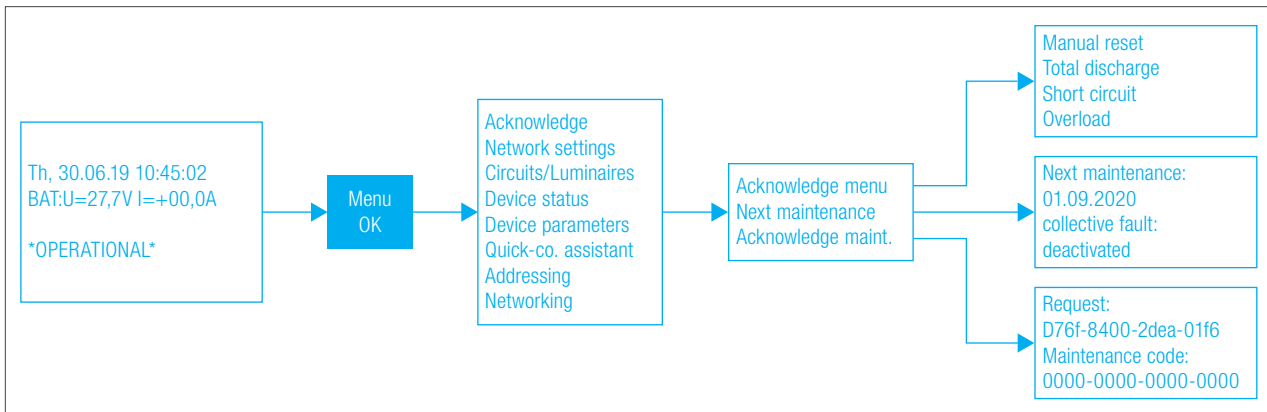 Th, 30.06.19 10:45:02
BAT:U=27,7V I=+00,0A
*OPERATIONAL*
Menu
OK
Acknowledge
Network settings
Circuits/Luminaires
Device status
Device parameters
Quick-co. assistant
Addressing
Networking
Acknowledge menu
Next maintenance
Acknowledge maint.
Manual reset
Total discharge
Short circuit
Overload
Next maintenance:
01.09.2020
collective fault:
deactivated
Request:
D76f-8400-2dea-01f6
Maintenance code:
0000-0000-0000-0000